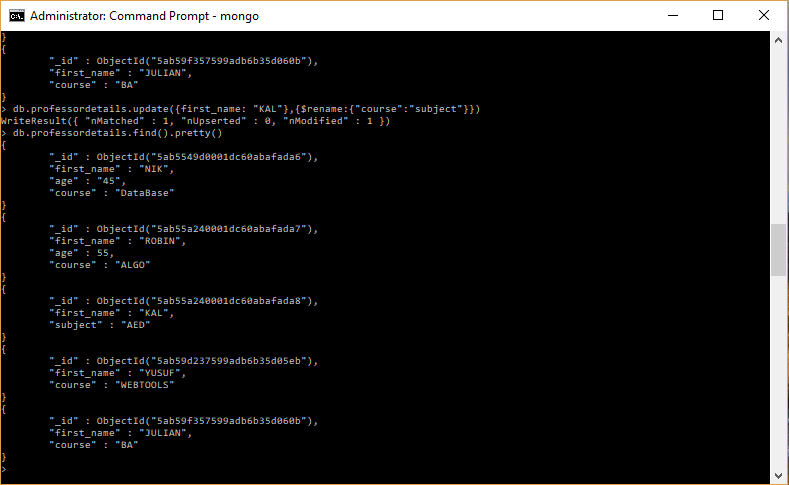 Administrator: Command Prompt - mongo
}
{
        "_id" : ObjectId("5ab59f357599adb6b35d060b"),
        "first_name" : "JULIAN",
        "course" : "BA"
}
> db.professordetails.update({first_name: "KAL"},{$rename:{"course":"subject"}})
WriteResult({ "nMatched" : 1, "nUpserted" : 0, "nModified" : 1 })
> db.professordetails.find().pretty()
{
        "_id" : ObjectId("5ab5549d0001dc60abafada6"),
        "first_name" : "NIK",
        "age" : "45",
        "course" : "DataBase"
}
{
        "_id" : ObjectId("5ab55a240001dc60abafada7"),
        "first_name" : "ROBIN",
        "age" : 55,
        "course" : "ALGO"
}
{
        "_id" : ObjectId("5ab55a240001dc60abafada8"),
        "first_name" : "KAL",
        "subject" : "AED"
}
{
        "_id" : ObjectId("5ab59d237599adb6b35d05eb"),
        "first_name" : "YUSUF",
        "course" : "WEBTOOLS"
}
{
        "_id" : ObjectId("5ab59f357599adb6b35d060b"),
        "first_name" : "JULIAN",
        "course" : "BA"
}
>